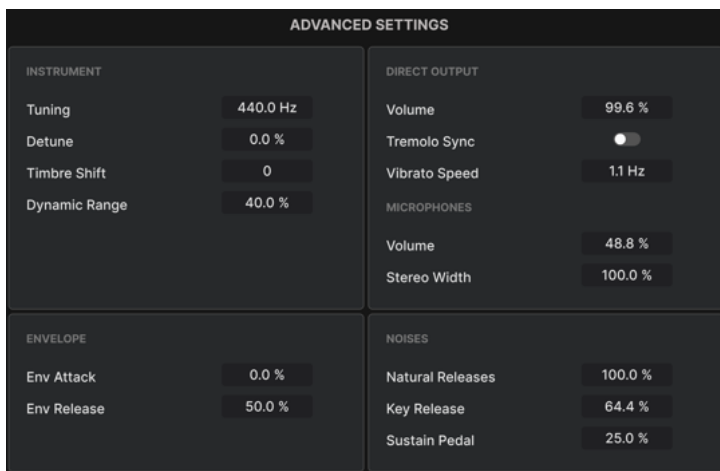 ADVANCED SETTINGS
INSTRUMENT
Tuning 440.0 Hz
Detune 0.0 %
Timbre Shift 0
Dynamic Range 40.0 %
DIRECT OUTPUT
Volume 99.6 %
Tremolo Sync
Vibrato Speed 1.1 Hz
MICROPHONES
Volume 48.8 %
Stereo Width 100.0 %
ENVELOPE
Env Attack 0.0 %
Env Release 50.0 %
NOISES
Natural Releases 100.0 %
Key Release 64.4 %
Sustain Pedal 25.0 %